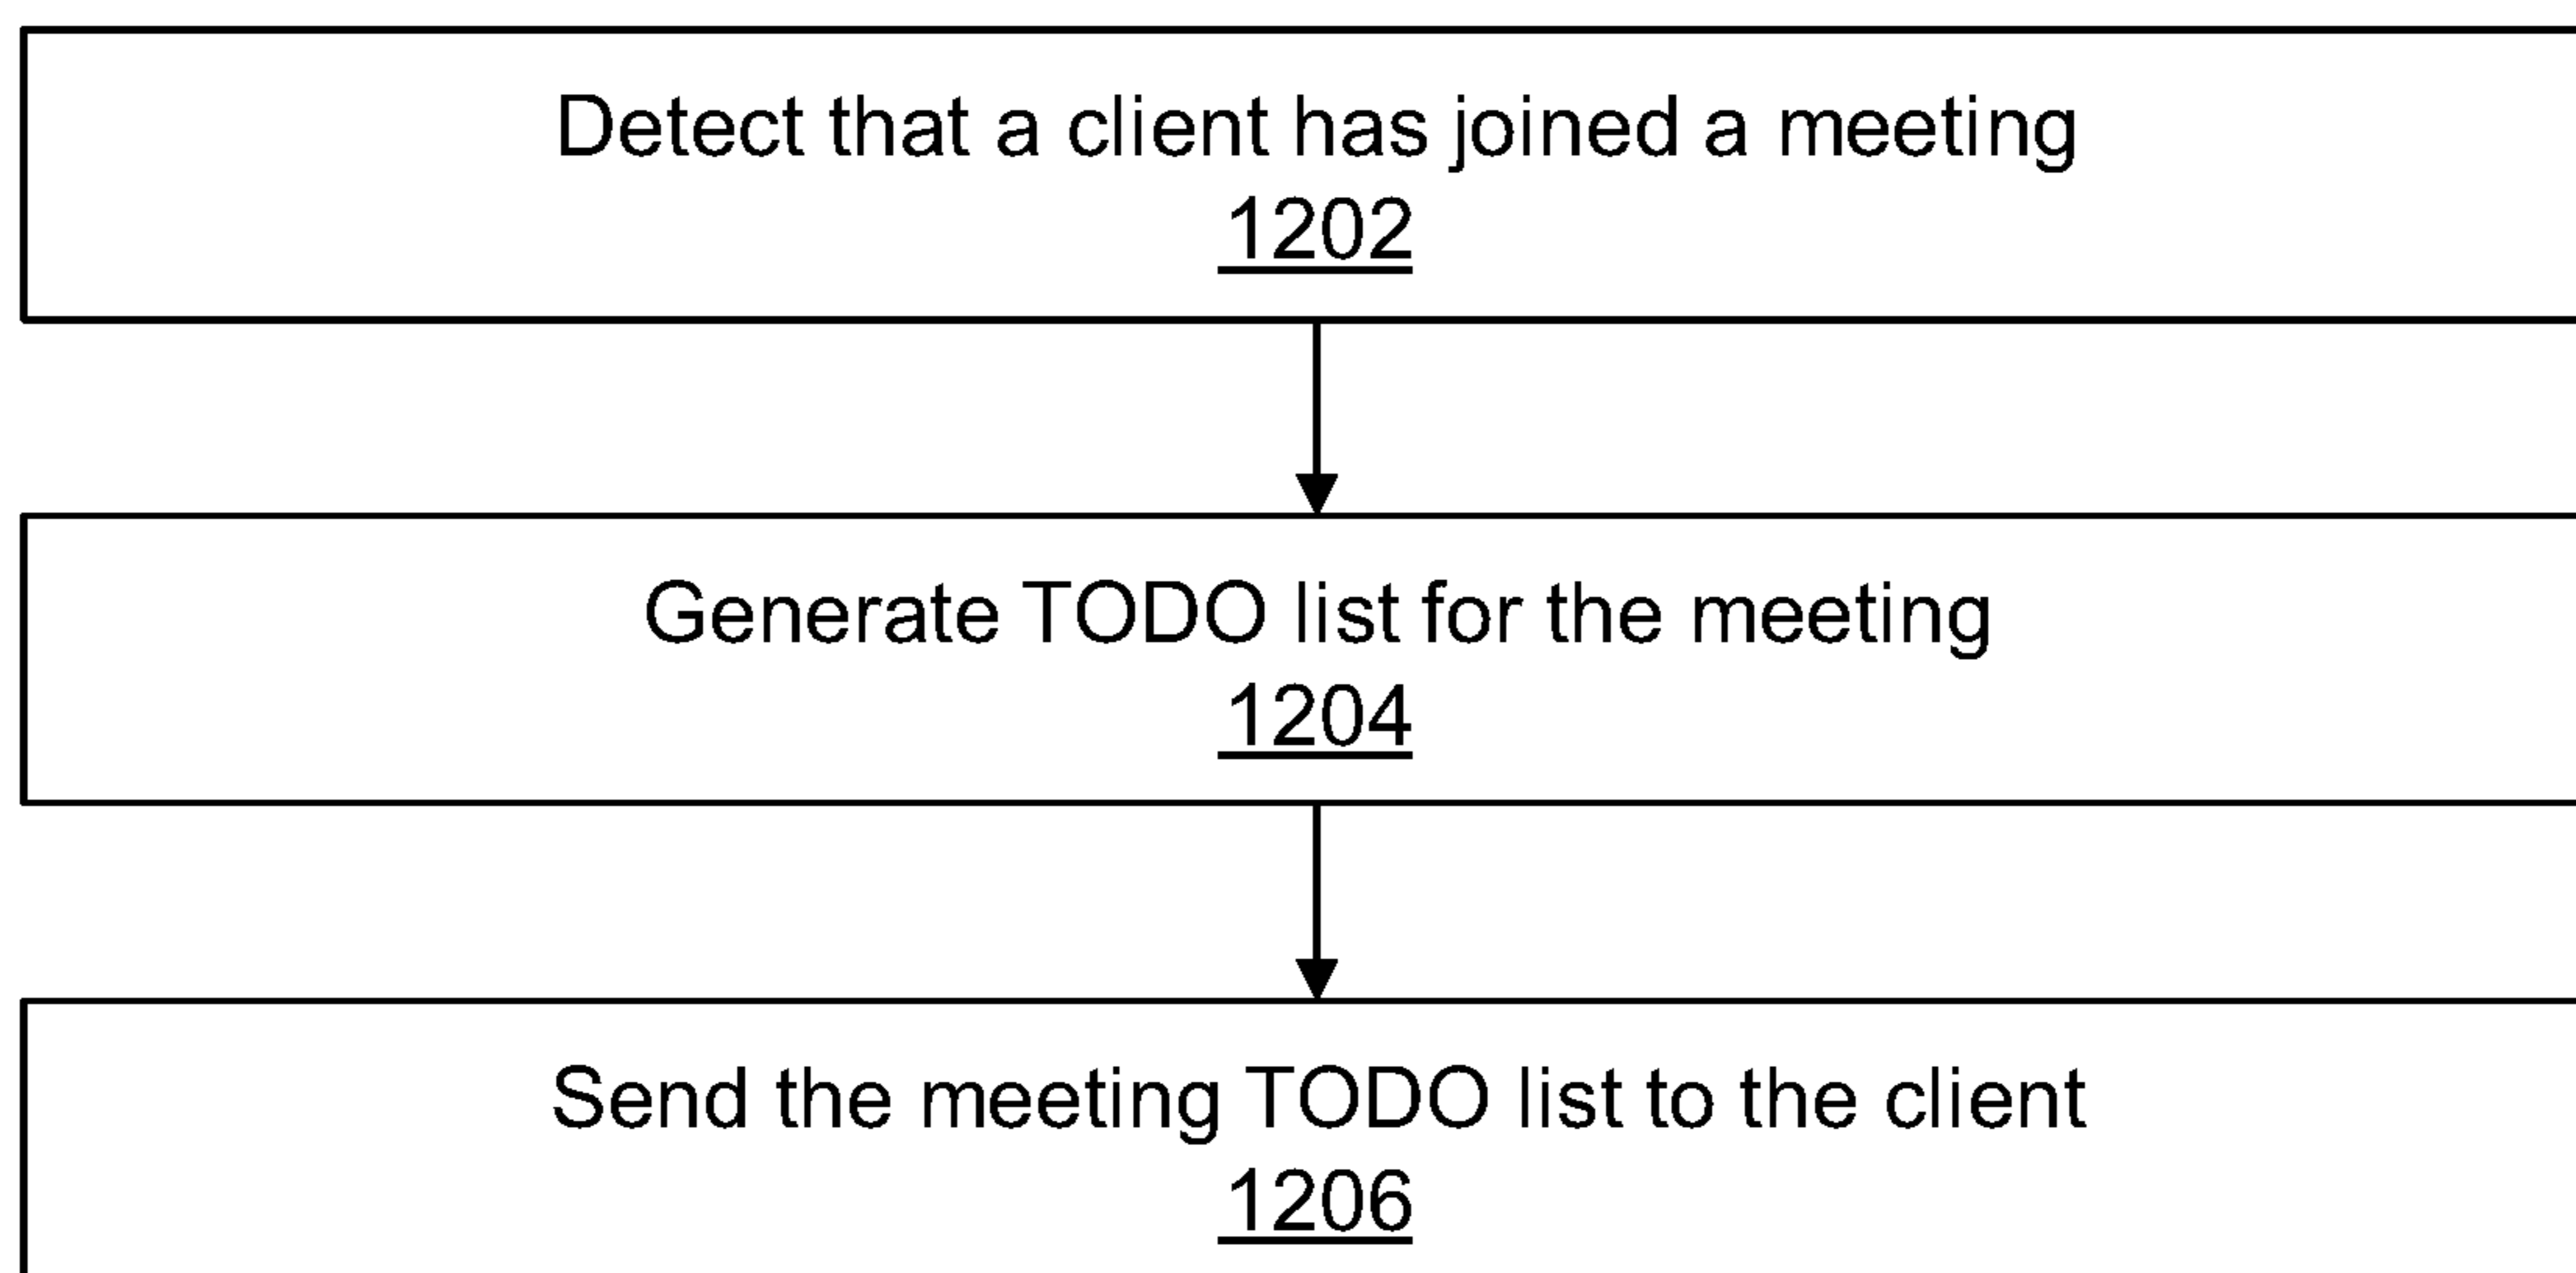 Detect that a client has joined a meeting
1202
Generate TODO list for the meeting
1204
Send the meeting TODO list to the client
1206